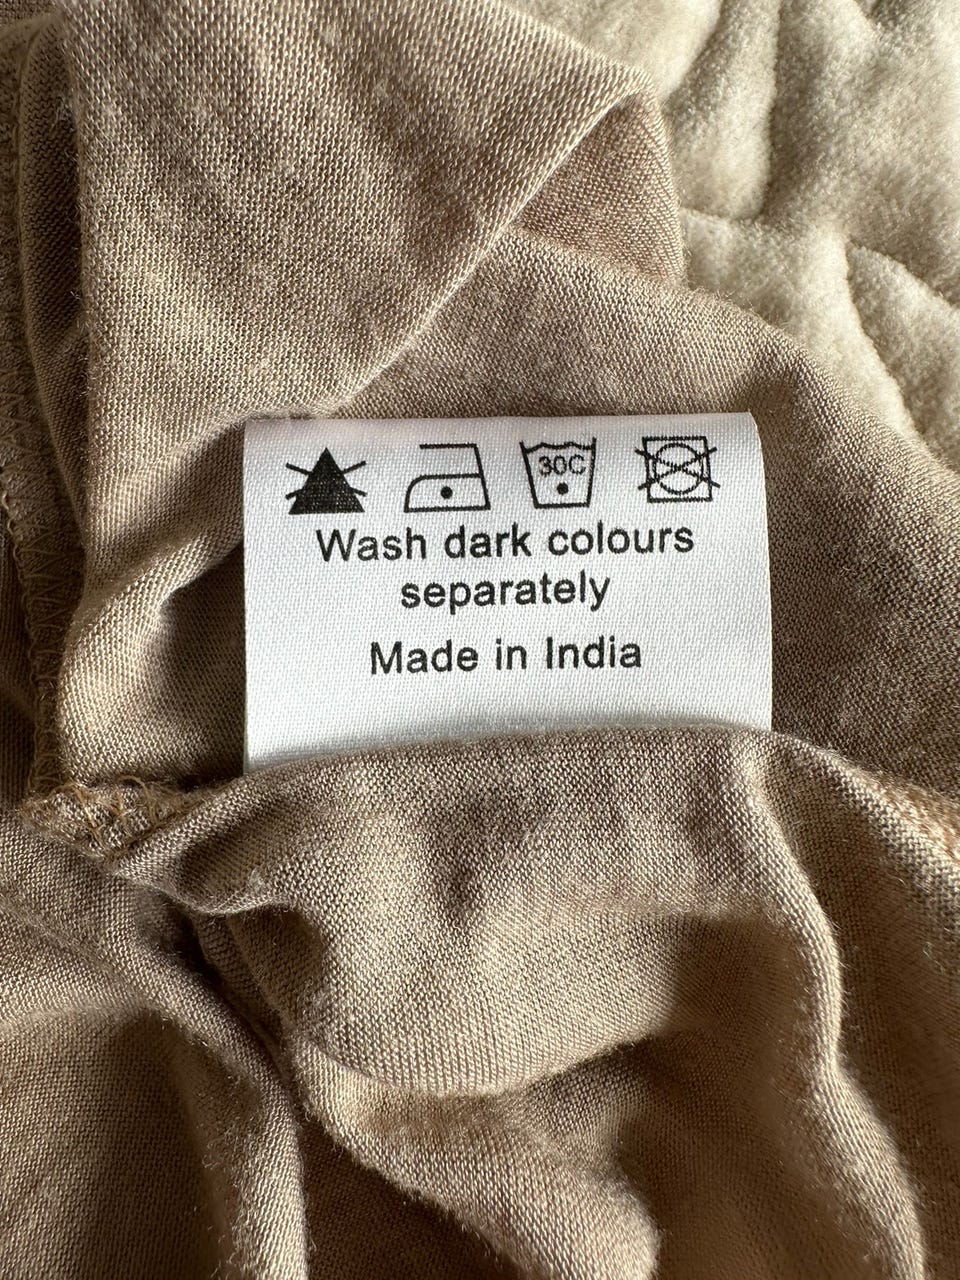 30C
Wash dark colours
separately
Made in India